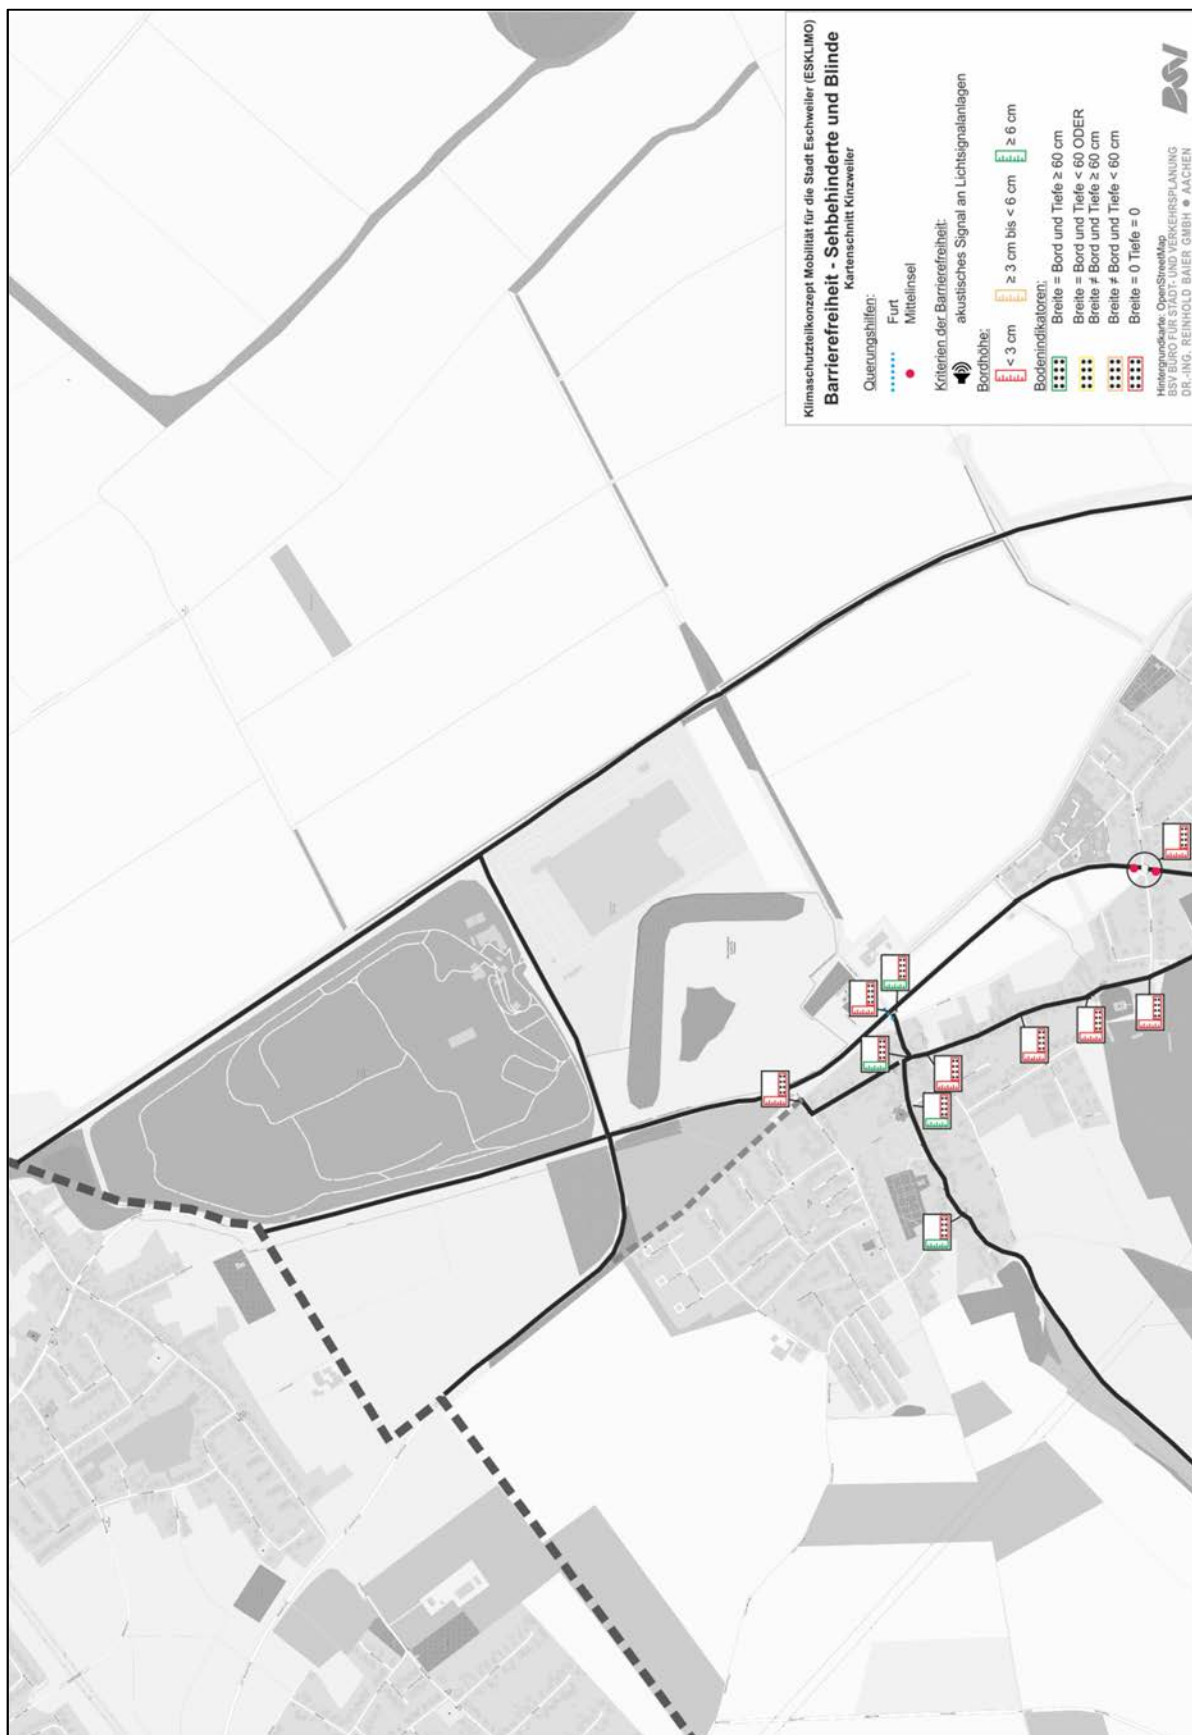 Klimaschutzteilkonzept Mobilität für die Stadt Eschweiler (ESKLIMO)
Barrierefreiheit - Sehbehinderte und Blinde
Kartenschnitt Kinzweiler
Querungshilfen:
Furt
Mittelinsel
Kriterien der Barrierefreiheit:
akustisches Signal an Lichtsignalanlagen
Bordhöhe:
< 3 cm ≥ 3 cm bis < 6 cm ≥ 6 cm
Bodenindikatoren:
Breite = Bord und Tiefe ≥ 60 cm
Breite = Bord und Tiefe < 60 ODER
Breite ≠ Bord und Tiefe ≥ 60 cm
Breite ≠ Bord und Tiefe < 60 cm
Breite = 0 Tiefe = 0
Hintergrundkarte: OpenStreetMap
BSV BÜRO FÜR STADT- UND VERKEHRSPLANUNG
DR.-ING. REINHOLD BAIER GMBH ● AACHEN
BSV